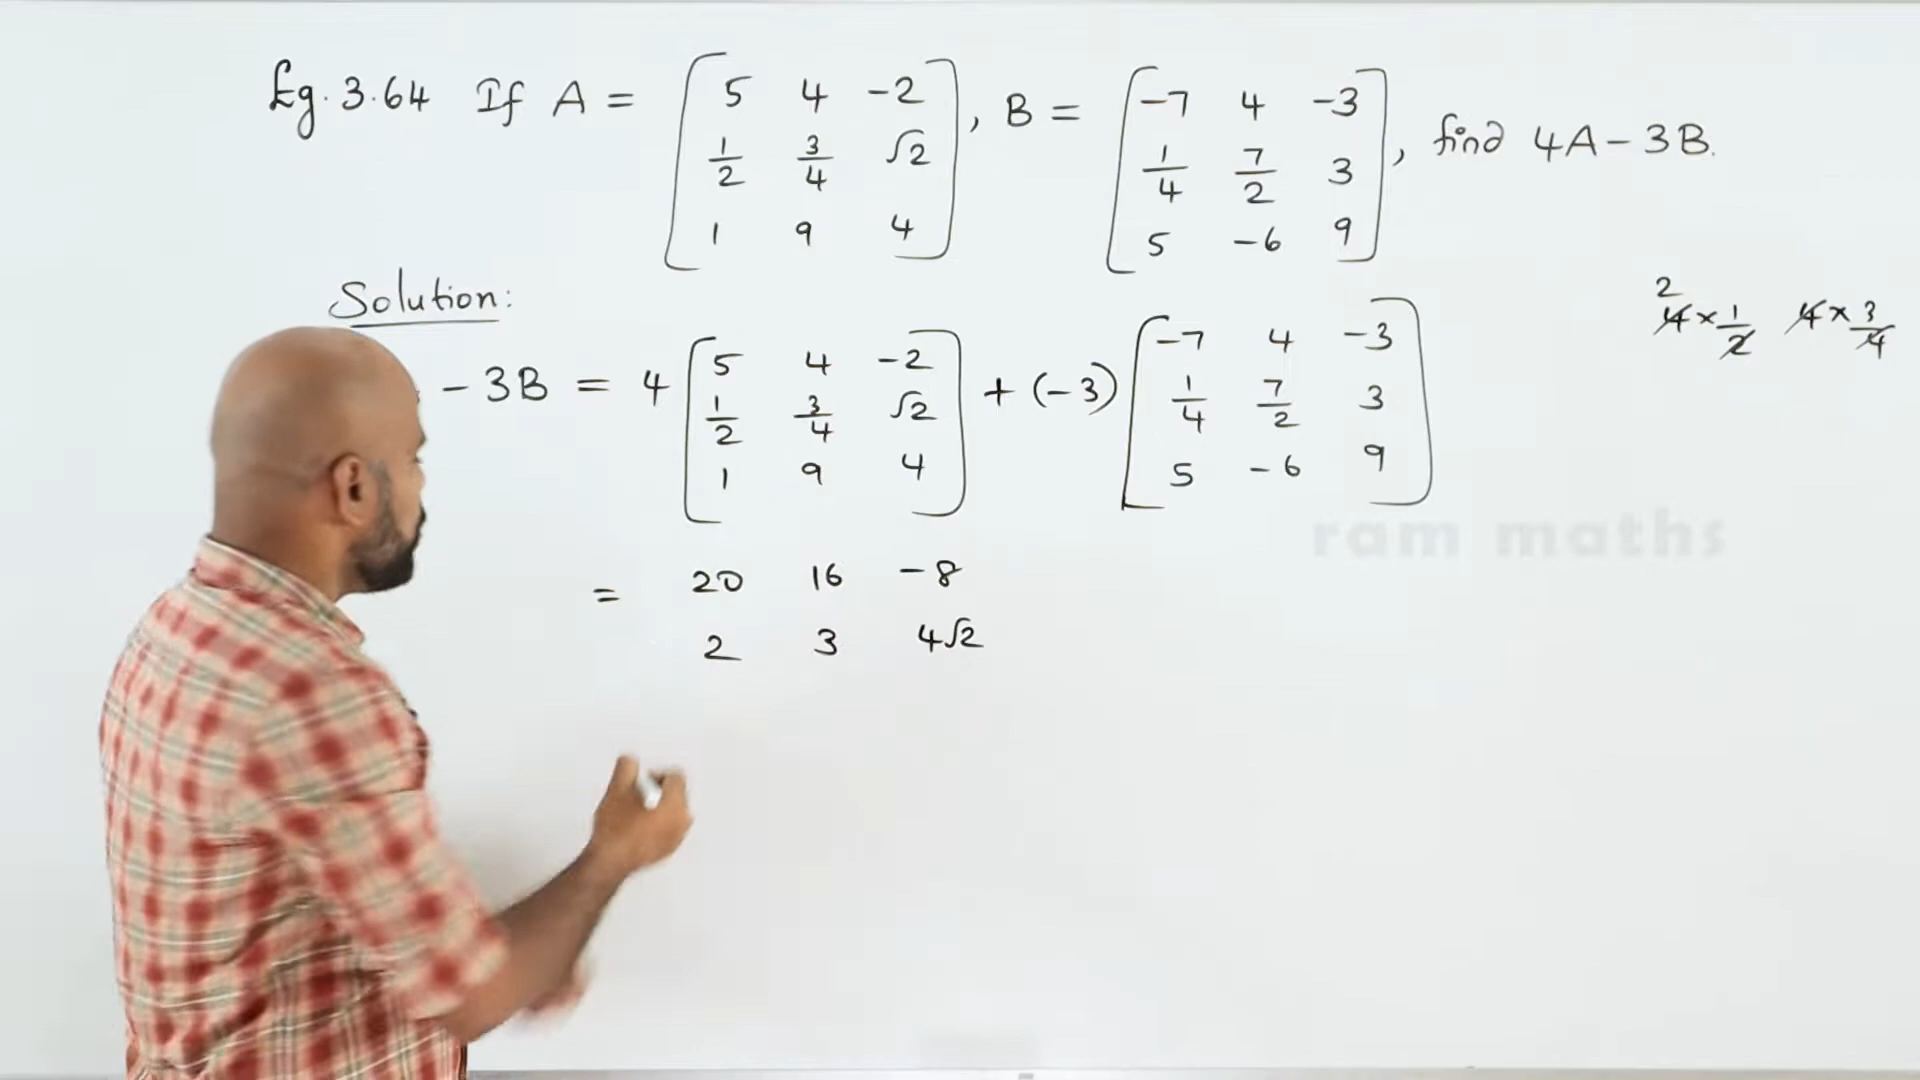 Eg. 3.64 If A = [5 4 -2; 1/2 3/4 √2; 1 9 4], B = [-7 4 -3; 1/4 7/2 3; 5 -6 9], find 4A - 3B.
Solution:
2
4 × 1/2 4 × 3/4
- 3B = 4 [5 4 -2; 1/2 3/4 √2; 1 9 4] + (-3) [-7 4 -3; 1/4 7/2 3; 5 -6 9]
ram maths
= 20 16 -8
2 3 4√2